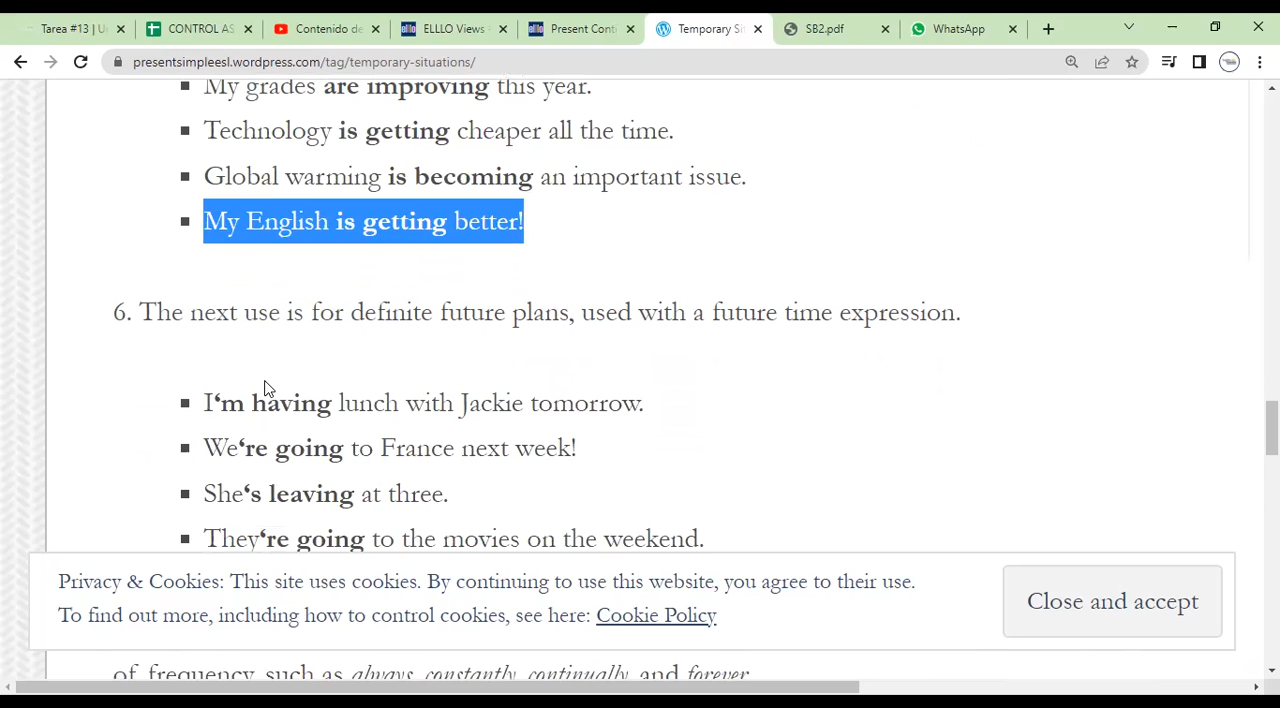 Tarea #13 | U
CONTROL AS
Contenido de
ELLLO Views
Present Cont
Temporary Sit
SB2.pdf
WhatsApp
presentsimpleesl.wordpress.com/tag/temporary-situations/
My grades are improving this year.
Technology is getting cheaper all the time.
Global warming is becoming an important issue.
My English is getting better!
6. The next use is for definite future plans, used with a future time expression.
I‘m having lunch with Jackie tomorrow.
We‘re going to France next week!
She‘s leaving at three.
They‘re going to the movies on the weekend.
Privacy & Cookies: This site uses cookies. By continuing to use this website, you agree to their use.
To find out more, including how to control cookies, see here: Cookie Policy
Close and accept
of frequency, such as always, constantly, continually, and forever